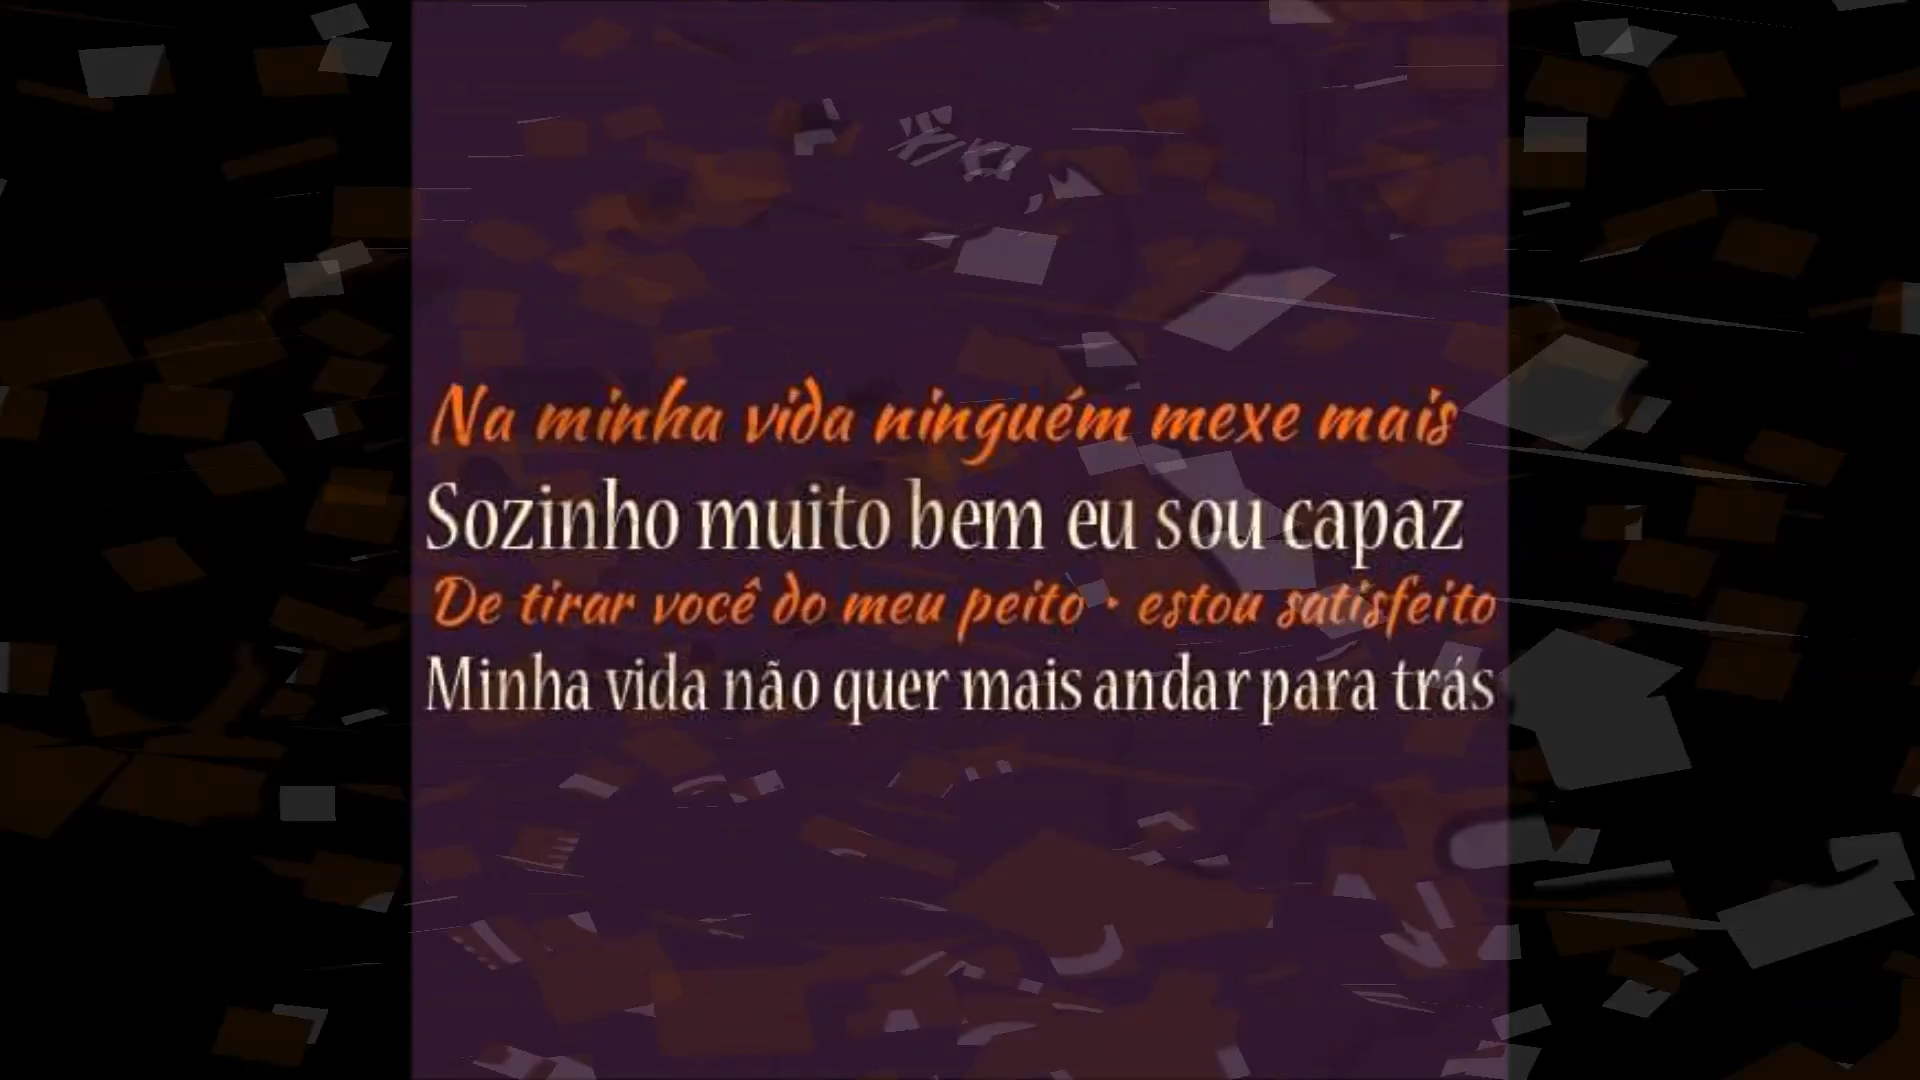 Na minha vida ninguém mexe mais
Sozinho muito bem eu sou capaz
De tirar você do meu peito · estou satisfeito
Minha vida não quer mais andar para trás